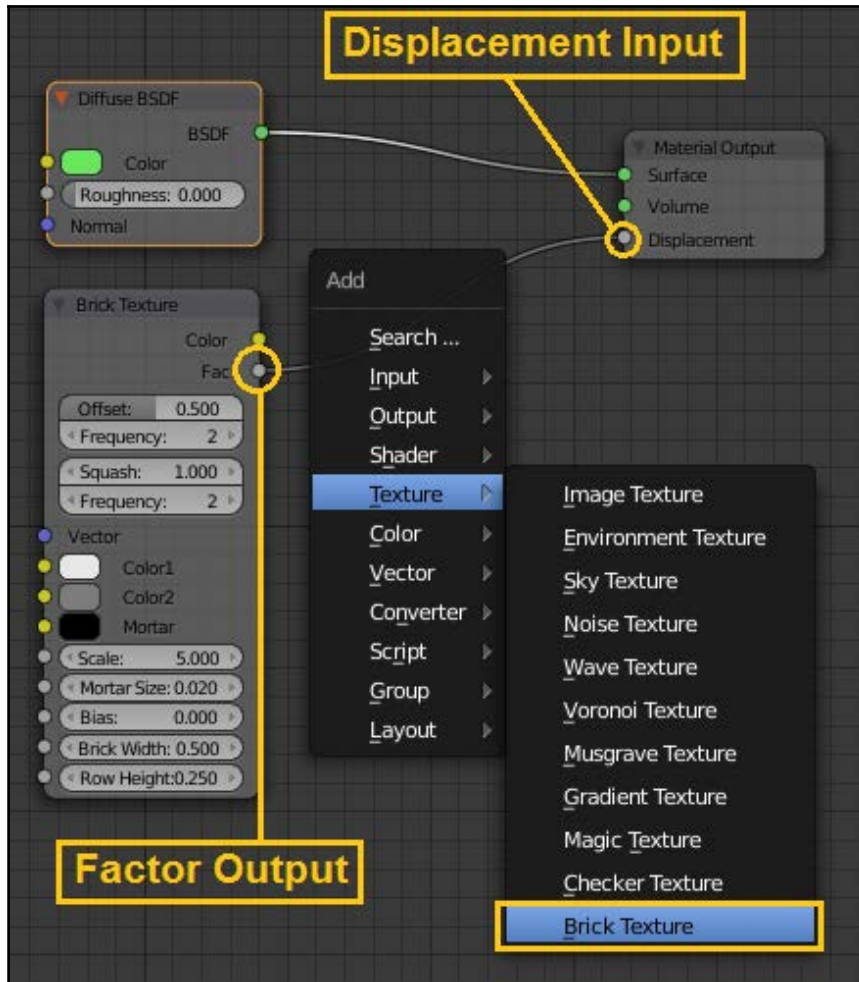 Displacement Input
Diffuse BSDF
BSDF
Color
Roughness: 0.000
Normal
Material Output
Surface
Volume
Displacement
Brick Texture
Color
Fac
Offset: 0.500
Frequency: 2
Squash: 1.000
Frequency: 2
Vector
Color1
Color2
Mortar
Scale: 5.000
Mortar Size: 0.020
Bias: 0.000
Brick Width: 0.500
Row Height:0.250
Factor Output
Add
Search ...
Input
Output
Shader
Texture
Color
Vector
Converter
Script
Group
Layout
Image Texture
Environment Texture
Sky Texture
Noise Texture
Wave Texture
Voronoi Texture
Musgrave Texture
Gradient Texture
Magic Texture
Checker Texture
Brick Texture